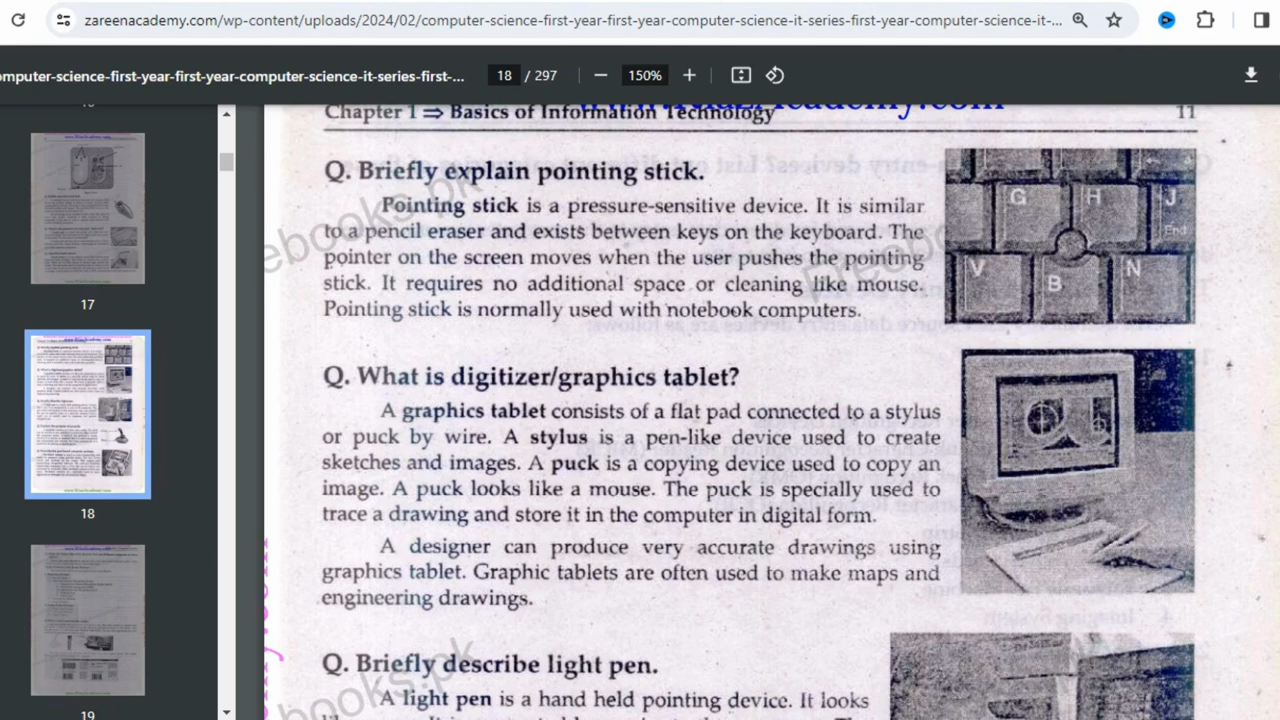 zareenacademy.com/wp-content/uploads/2024/02/computer-science-first-year-first-year-computer-science-it-series-first-year-computer-science-it-...
omputer-science-first-year-first-year-computer-science-it-series-first-...
18 / 297
150%
17
18
19
Chapter 1 ⇒ Basics of Information Technology
11
Q. Briefly explain pointing stick.
Pointing stick is a pressure-sensitive device. It is similar
to a pencil eraser and exists between keys on the keyboard. The
pointer on the screen moves when the user pushes the pointing
stick. It requires no additional space or cleaning like mouse.
Pointing stick is normally used with notebook computers.
G H J
End
V B N
Q. What is digitizer/graphics tablet?
A graphics tablet consists of a flat pad connected to a stylus
or puck by wire. A stylus is a pen-like device used to create
sketches and images. A puck is a copying device used to copy an
image. A puck looks like a mouse. The puck is specially used to
trace a drawing and store it in the computer in digital form.
A designer can produce very accurate drawings using
graphics tablet. Graphic tablets are often used to make maps and
engineering drawings.
Q. Briefly describe light pen.
A light pen is a hand held pointing device. It looks
ebooks.pk